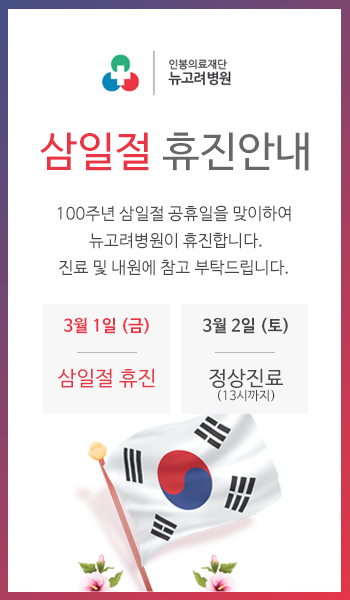 인봉의료재단
뉴고려병원
삼일절 휴진안내
100주년 삼일절 공휴일을 맞이하여
뉴고려병원이 휴진합니다.
진료 및 내원에 참고 부탁드립니다.
3월 1일 (금)
삼일절 휴진
3월 2일 (토)
정상진료
(13시까지)